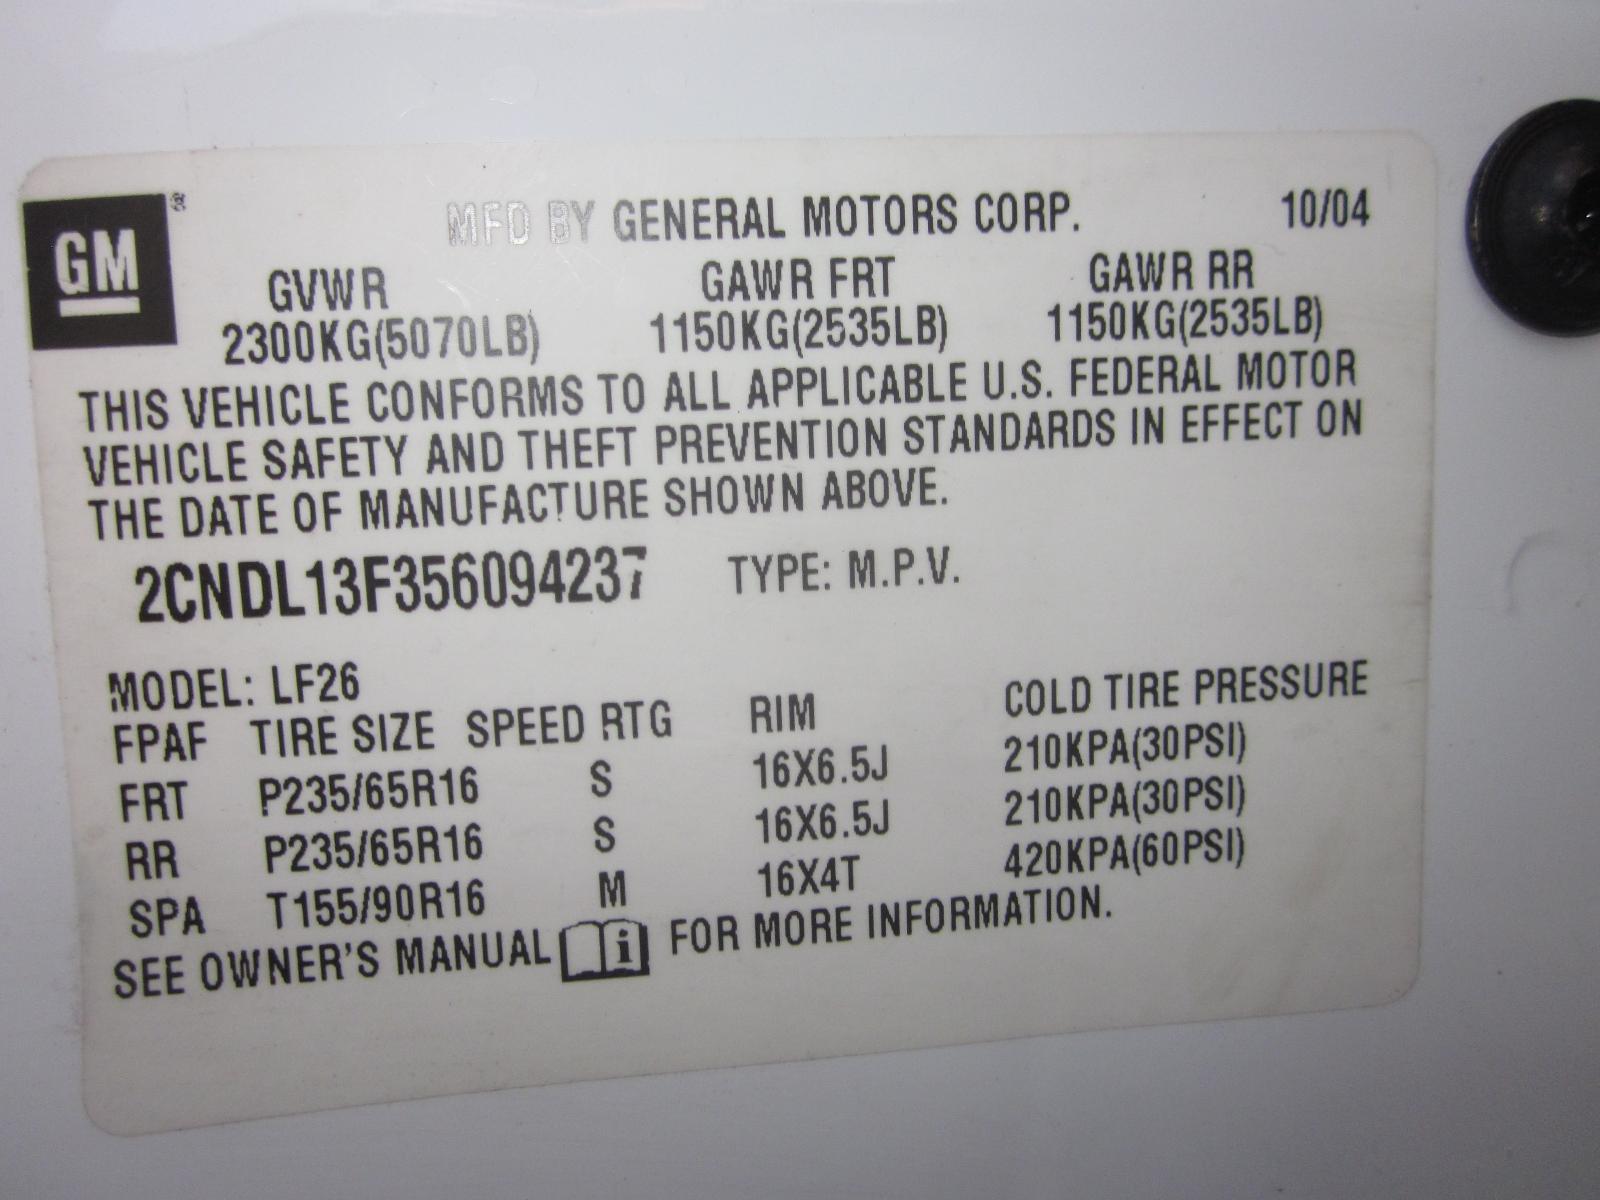 GM
MFD BY GENERAL MOTORS CORP. 10/04
GVWR GAWR FRT GAWR RR
2300KG(5070LB) 1150KG(2535LB) 1150KG(2535LB)
THIS VEHICLE CONFORMS TO ALL APPLICABLE U.S. FEDERAL MOTOR
VEHICLE SAFETY AND THEFT PREVENTION STANDARDS IN EFFECT ON
THE DATE OF MANUFACTURE SHOWN ABOVE.
2CNDL13F356094237 TYPE: M.P.V.
MODEL: LF26
FPAF TIRE SIZE SPEED RTG RIM COLD TIRE PRESSURE
FRT P235/65R16 S 16X6.5J 210KPA(30PSI)
RR P235/65R16 S 16X6.5J 210KPA(30PSI)
SPA T155/90R16 M 16X4T 420KPA(60PSI)
SEE OWNER'S MANUAL i FOR MORE INFORMATION.